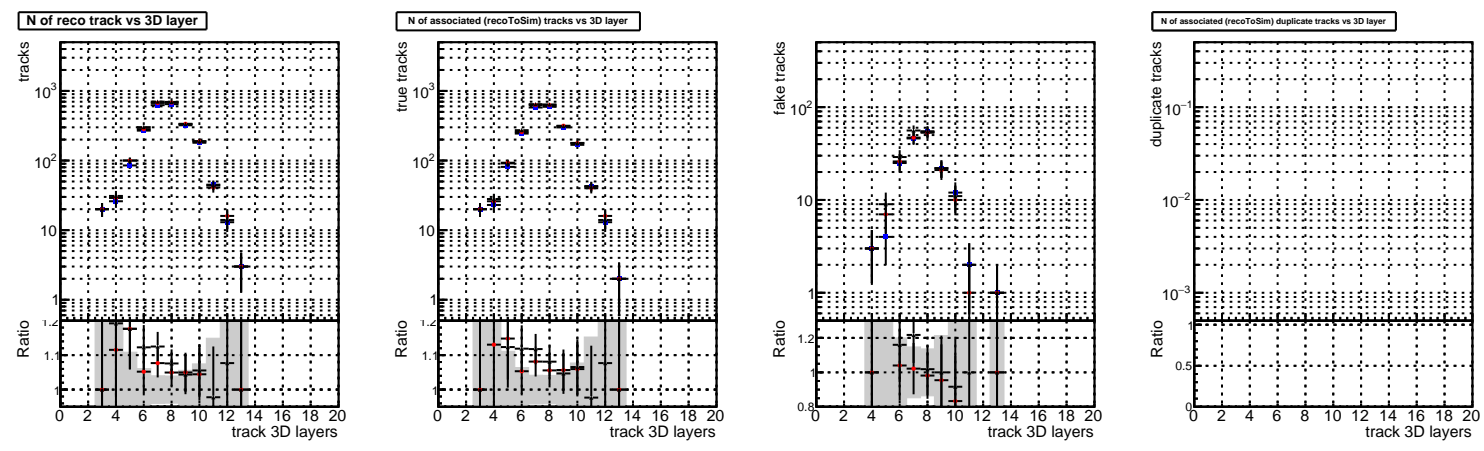 N of reco track vs 3D layer
tracks
10³
10²
10
1
Ratio
1.2
1.1
1
0 2 4 6 8 10 12 14 16 18 20
track 3D layers
N of associated (recoToSim) tracks vs 3D layer
true tracks
10³
10²
10
1
Ratio
1.2
1.1
1
0 2 4 6 8 10 12 14 16 18 20
track 3D layers
fake tracks
10²
10
1
Ratio
1.2
1
0.8
0 2 4 6 8 10 12 14 16 18 20
track 3D layers
N of associated (recoToSim) duplicate tracks vs 3D layer
duplicate tracks
10⁻¹
10⁻²
10⁻³
Ratio
1
0.5
0
0 2 4 6 8 10 12 14 16 18 20
track 3D layers